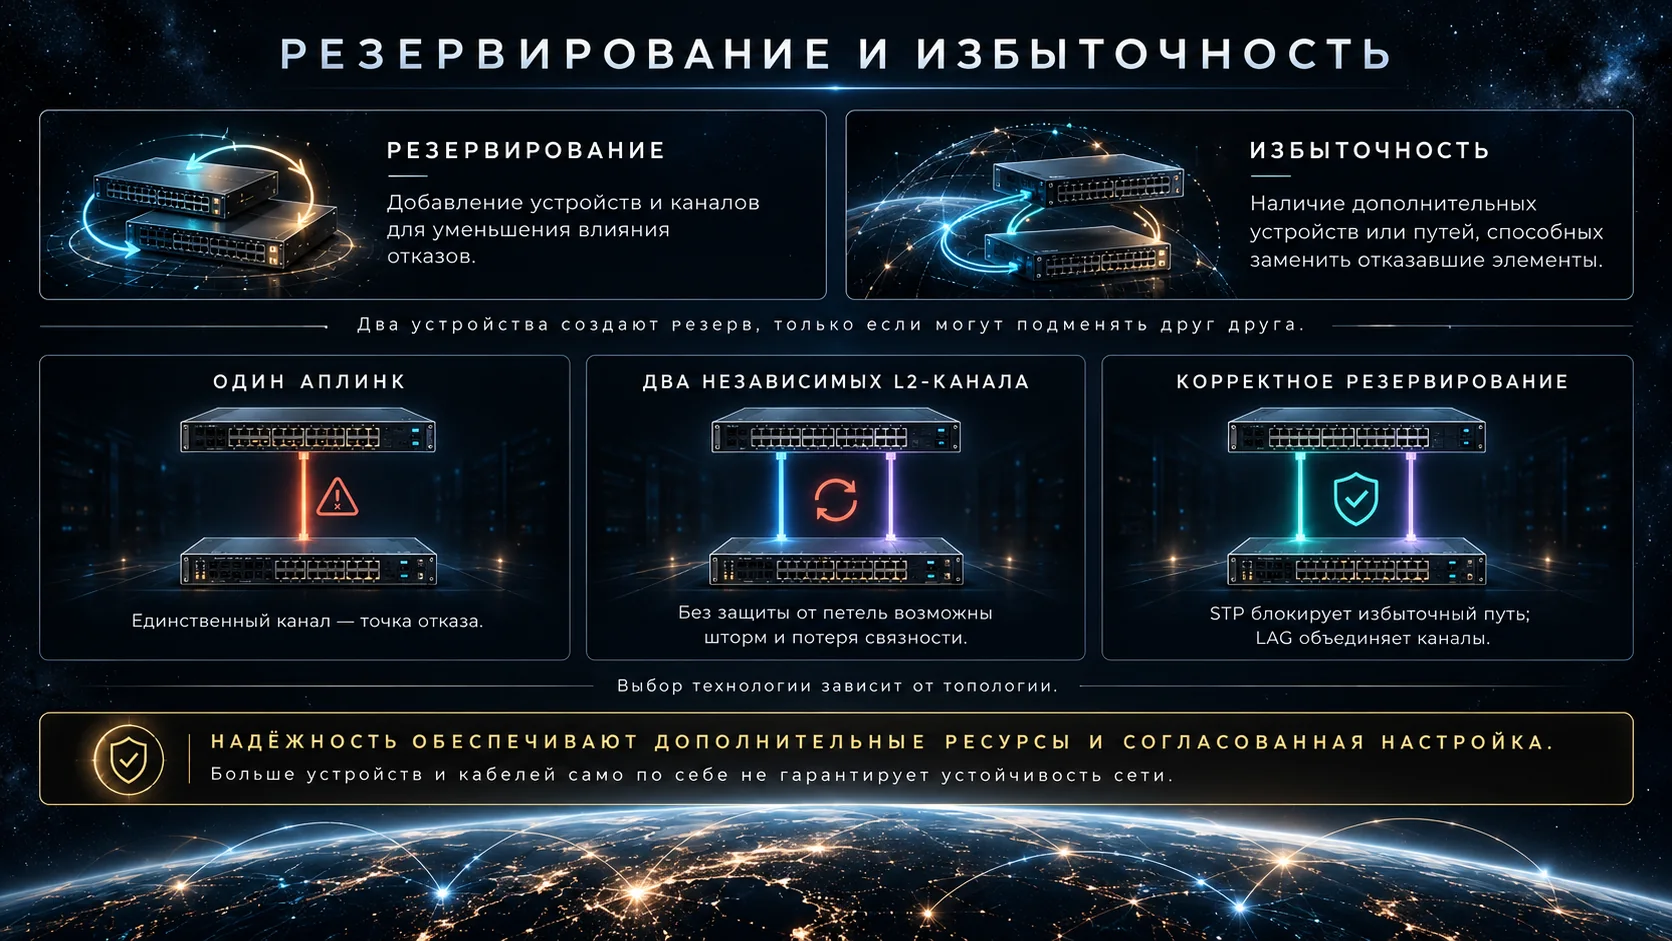 РЕЗЕРВИРОВАНИЕ И ИЗБЫТОЧНОСТЬ
РЕЗЕРВИРОВАНИЕ
Добавление устройств и каналов
для уменьшения влияния
отказов.
ИЗБЫТОЧНОСТЬ
Наличие дополнительных
устройств или путей, способных
заменить отказавшие элементы.
Два устройства создают резерв, только если могут подменять друг друга.
ОДИН АПЛИНК
Единственный канал — точка отказа.
ДВА НЕЗАВИСИМЫХ L2-КАНАЛА
Без защиты от петель возможны
шторм и потеря связности.
КОРРЕКТНОЕ РЕЗЕРВИРОВАНИЕ
STP блокирует избыточный путь;
LAG объединяет каналы.
Выбор технологии зависит от топологии.
НАДЁЖНОСТЬ ОБЕСПЕЧИВАЮТ ДОПОЛНИТЕЛЬНЫЕ РЕСУРСЫ И СОГЛАСОВАННАЯ НАСТРОЙКА.
Больше устройств и кабелей само по себе не гарантирует устойчивость сети.